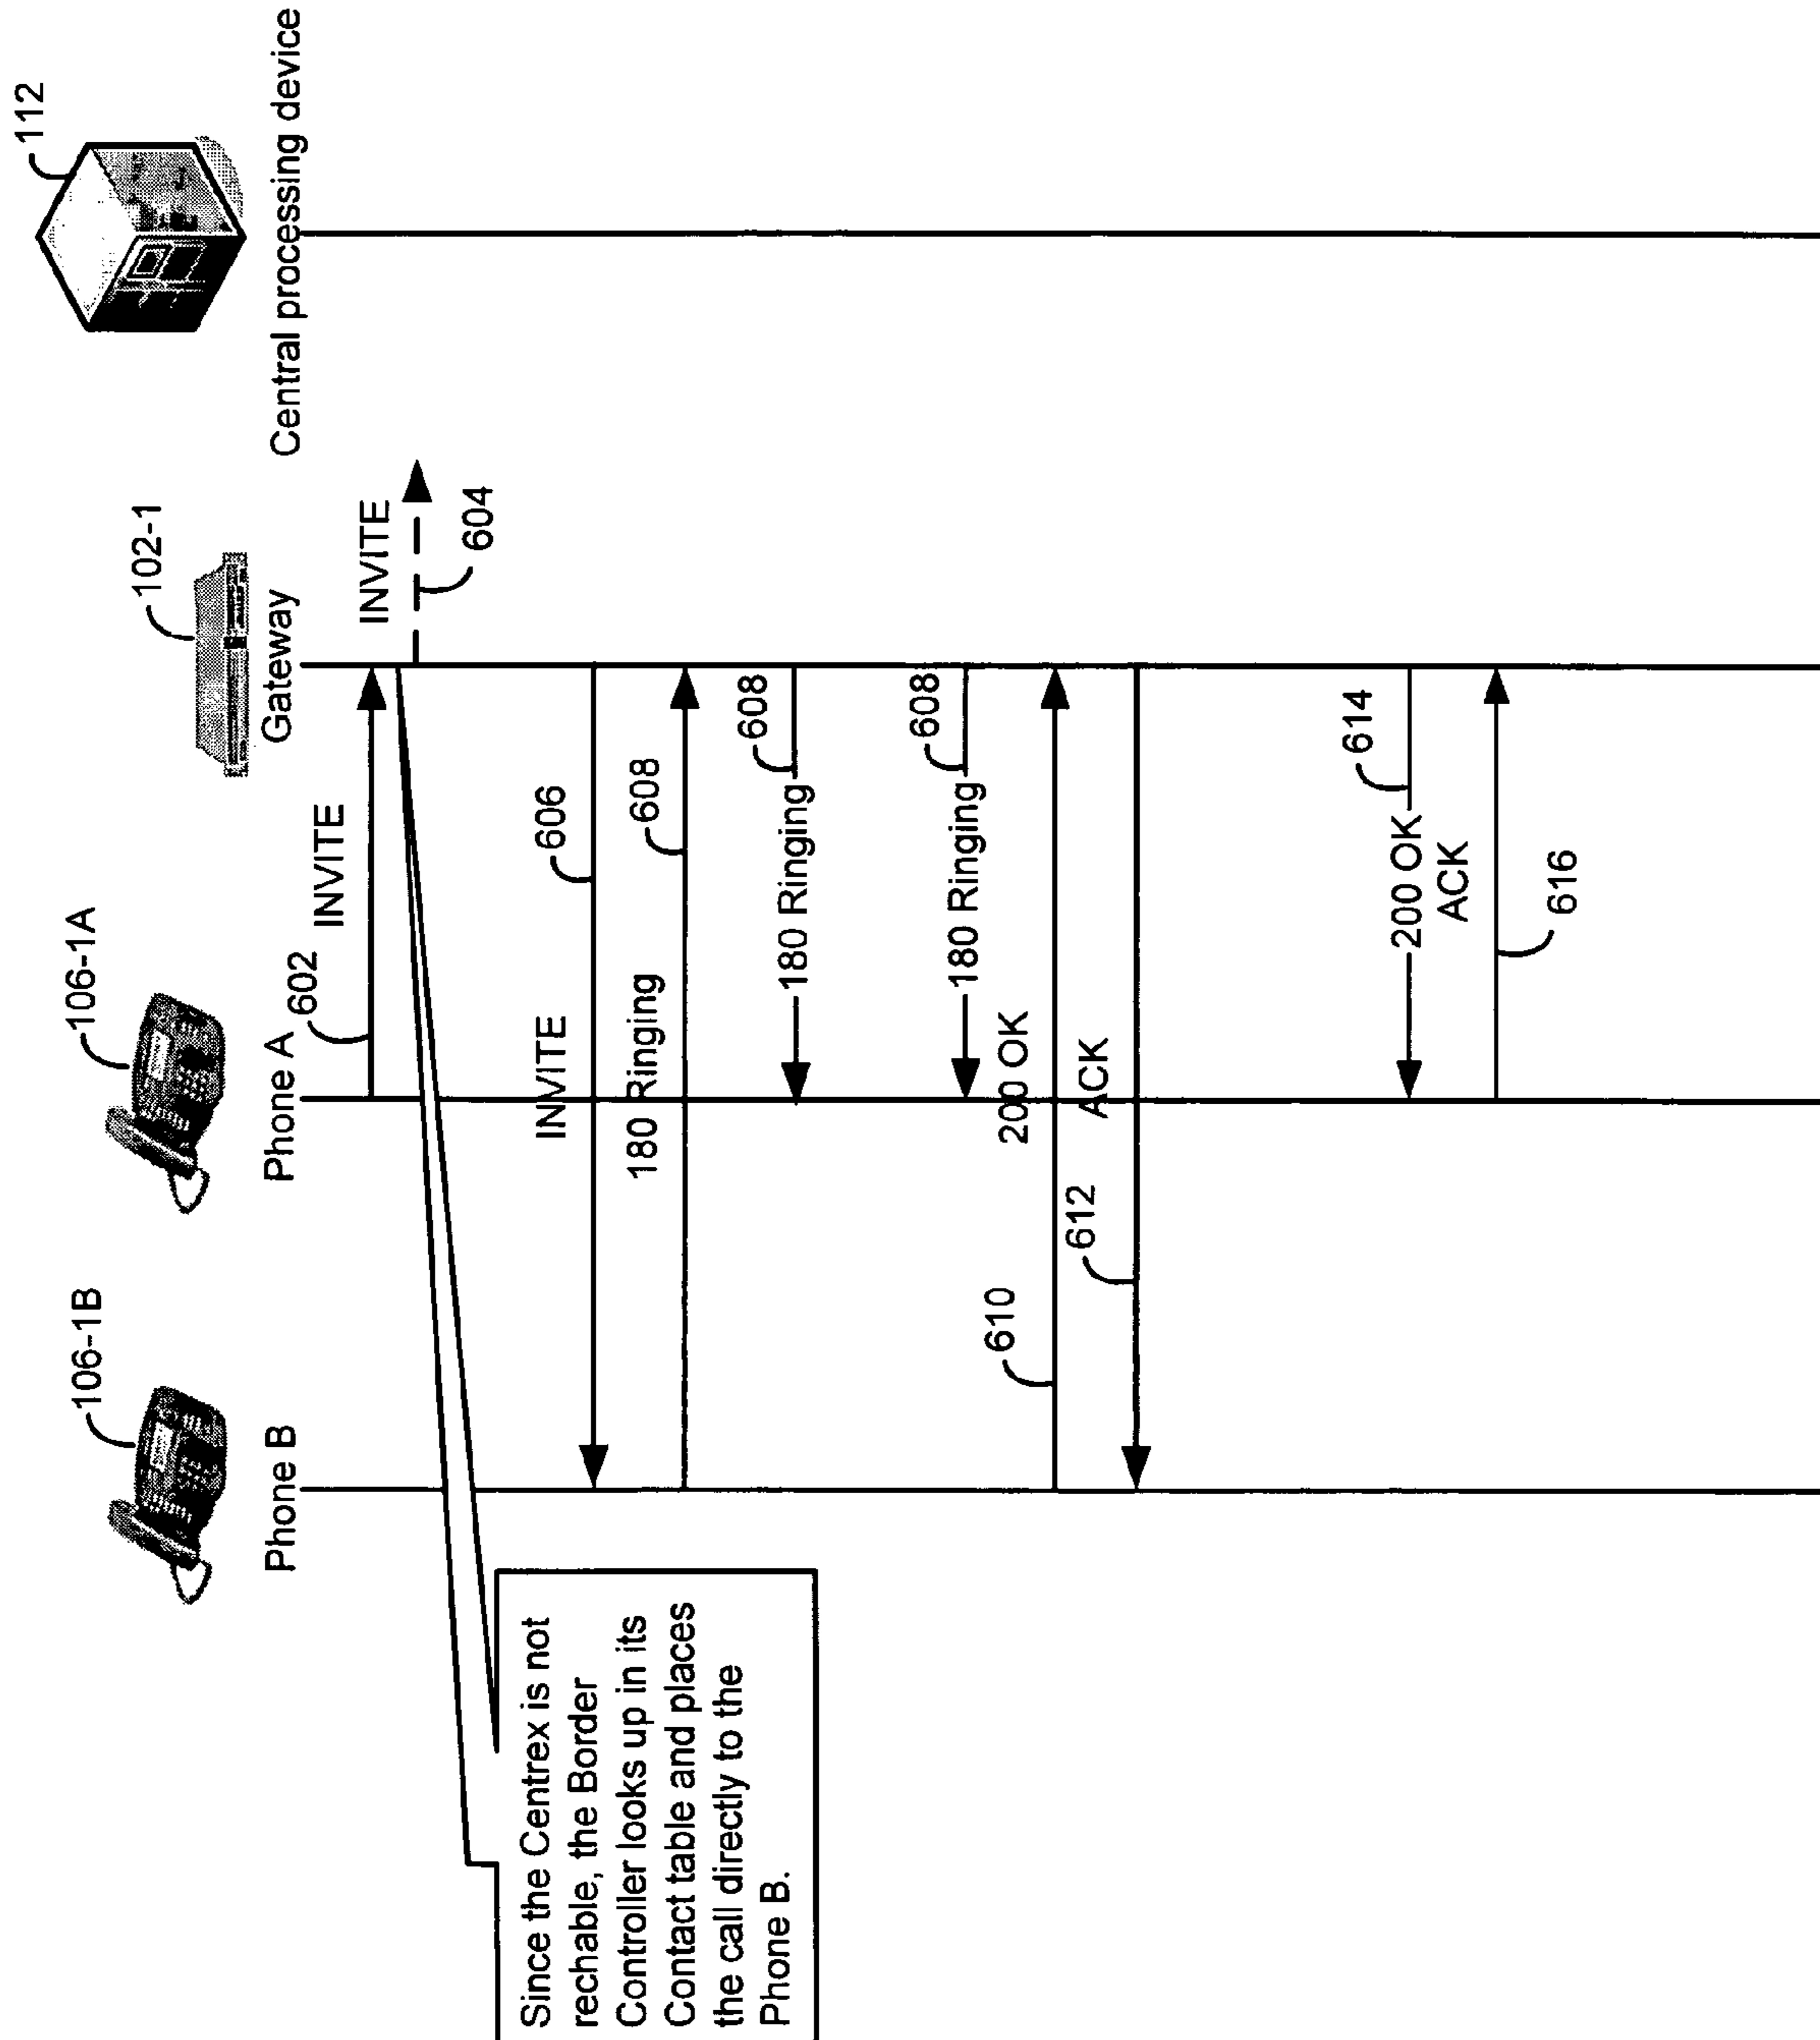 106-1B
106-1A
102-1
112
Phone B
Phone A
Gateway
Central processing device
602
INVITE
INVITE
604
Since the Centrex is not
rechable, the Border
Controller looks up in its
Contact table and places
the call directly to the
Phone B.
INVITE
606
180 Ringing
608
180 Ringing
608
180 Ringing
608
610
200 OK
612
ACK
200 OK
614
ACK
616